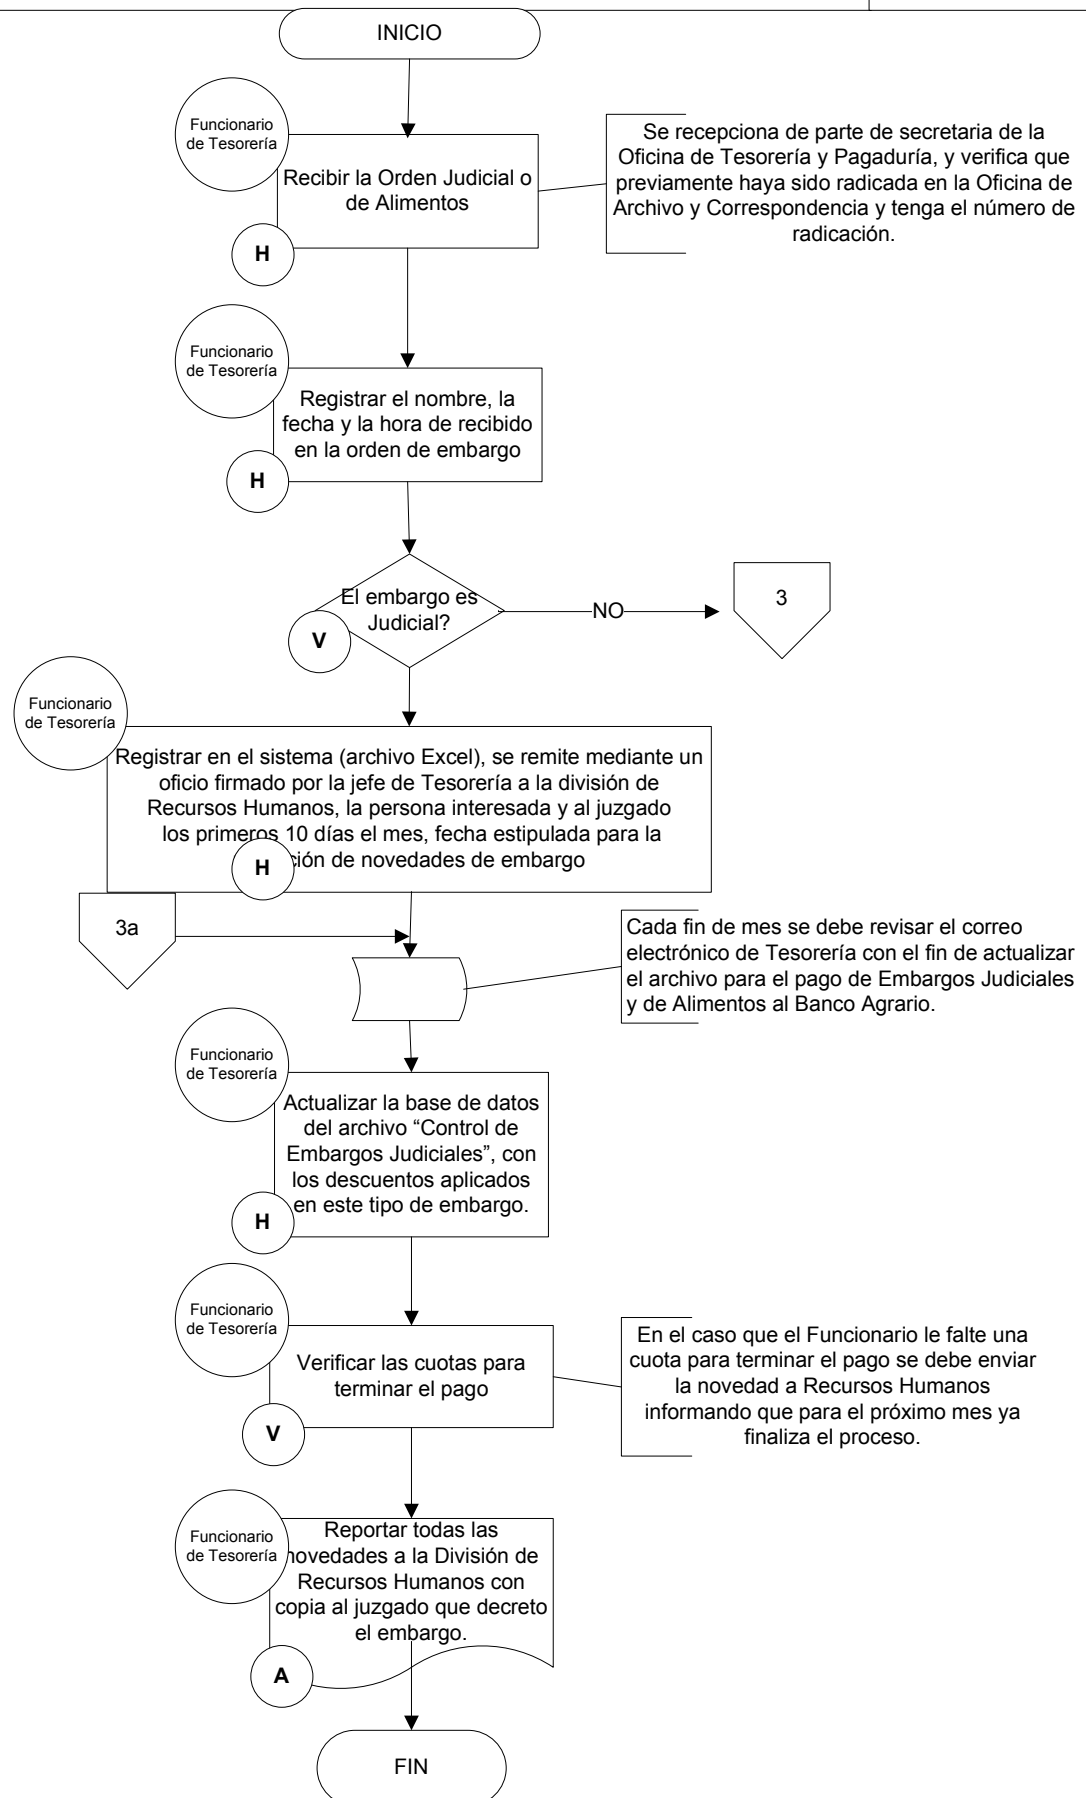 INICIO
Funcionario
de Tesorería
Recibir la Orden Judicial o
de Alimentos
H
Se recepciona de parte de secretaria de la
Oficina de Tesorería y Pagaduría, y verifica que
previamente haya sido radicada en la Oficina de
Archivo y Correspondencia y tenga el número de
radicación.
Funcionario
de Tesorería
Registrar el nombre, la
fecha y la hora de recibido
en la orden de embargo
H
El embargo es
Judicial?
V
NO
3
Funcionario
de Tesorería
Registrar en el sistema (archivo Excel), se remite mediante un
oficio firmado por la jefe de Tesorería a la división de
Recursos Humanos, la persona interesada y al juzgado
los primeros 10 días el mes, fecha estipulada para la
ción de novedades de embargo
H
3a
Cada fin de mes se debe revisar el correo
electrónico de Tesorería con el fin de actualizar
el archivo para el pago de Embargos Judiciales
y de Alimentos al Banco Agrario.
Funcionario
de Tesorería
Actualizar la base de datos
del archivo “Control de
Embargos Judiciales”, con
los descuentos aplicados
en este tipo de embargo.
H
Funcionario
de Tesorería
Verificar las cuotas para
terminar el pago
V
En el caso que el Funcionario le falte una
cuota para terminar el pago se debe enviar
la novedad a Recursos Humanos
informando que para el próximo mes ya
finaliza el proceso.
Funcionario
de Tesorería
Reportar todas las
novedades a la División de
Recursos Humanos con
copia al juzgado que decreto
el embargo.
A
FIN